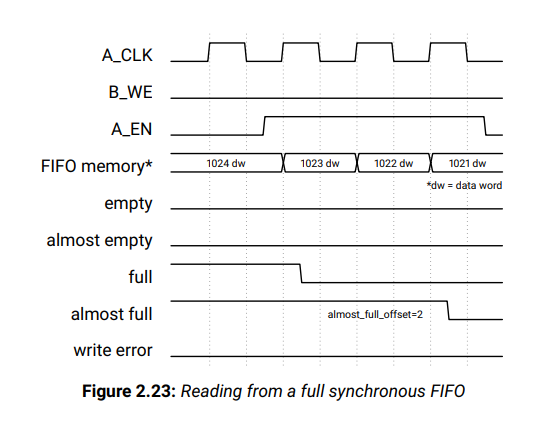 A_CLK
B_WE
A_EN
FIFO memory*
1024 dw
1023 dw
1022 dw
1021 dw
*dw = data word
empty
almost empty
full
almost full
almost_full_offset=2
write error
Figure 2.23: Reading from a full synchronous FIFO